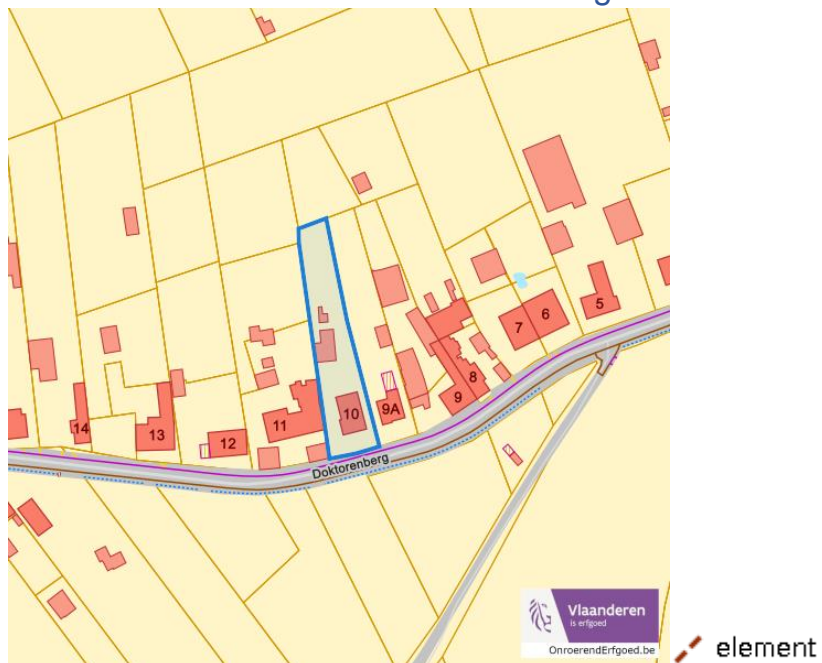 g
5
6
7
8
9
9A
10
11
12
13
14
Doktorenberg
Vlaanderen
is erfgoed
OnroerendErfgoed.be
element